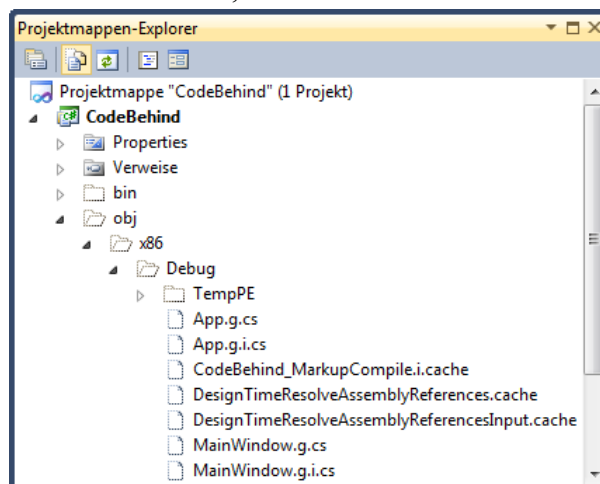 Projektmappen-Explorer
Projektmappe "CodeBehind" (1 Projekt)
C# CodeBehind
Properties
Verweise
bin
obj
x86
Debug
TempPE
App.g.cs
App.g.i.cs
CodeBehind_MarkupCompile.i.cache
DesignTimeResolveAssemblyReferences.cache
DesignTimeResolveAssemblyReferencesInput.cache
MainWindow.g.cs
MainWindow.g.i.cs